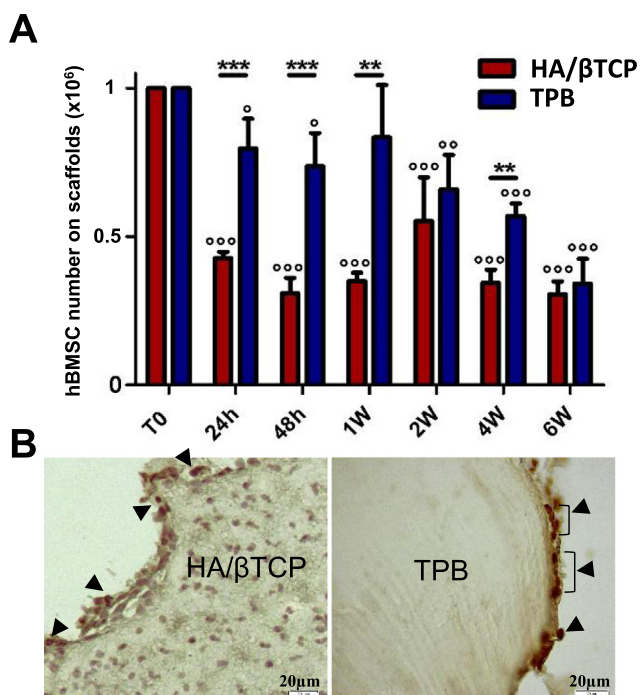 A
hBMSC number on scaffolds (x10⁶)
HA/βTCP
TPB
*** *** ** **
1
0.5
0
°°° ° °°° ° °°° °°° °° °°° °°° °°° °°°
T0 24h 48h 1W 2W 4W 6W
B
HA/βTCP TPB
20µm 20µm